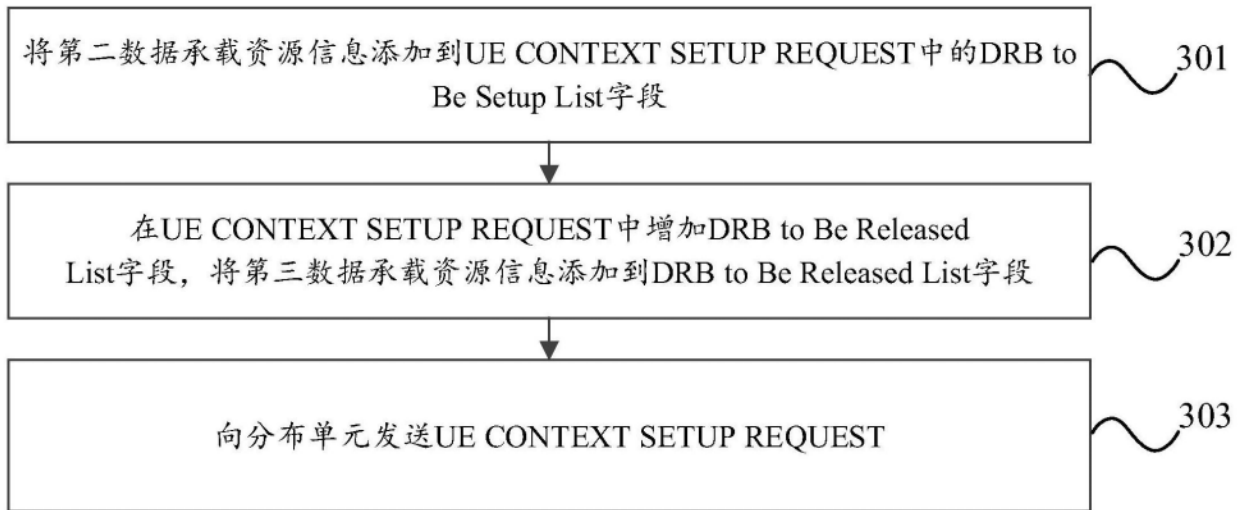 将第二数据承载资源信息添加到UE CONTEXT SETUP REQUEST中的DRB to
Be Setup List字段
301
在UE CONTEXT SETUP REQUEST中增加DRB to Be Released
List字段，将第三数据承载资源信息添加到DRB to Be Released List字段
302
向分布单元发送UE CONTEXT SETUP REQUEST
303